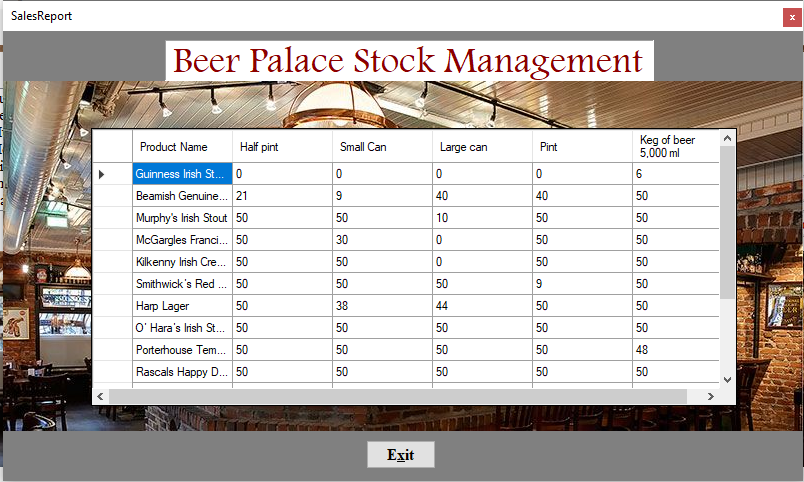 SalesReport
Beer Palace Stock Management
Product Name Half pint Small Can Large can Pint Keg of beer
5,000 ml
Guinness Irish St... 0 0 0 0 6
Beamish Genuine... 21 9 40 40 50
Murphy's Irish Stout 50 50 10 50 50
McGargles Franci... 50 30 0 50 50
Kilkenny Irish Cre... 50 50 0 50 50
Smithwick's Red ... 50 50 50 9 50
Harp Lager 50 38 44 50 50
O' Hara's Irish St... 50 50 50 50 50
Porterhouse Tem... 50 50 50 50 48
Rascals Happy D... 50 50 50 50 50
Exit